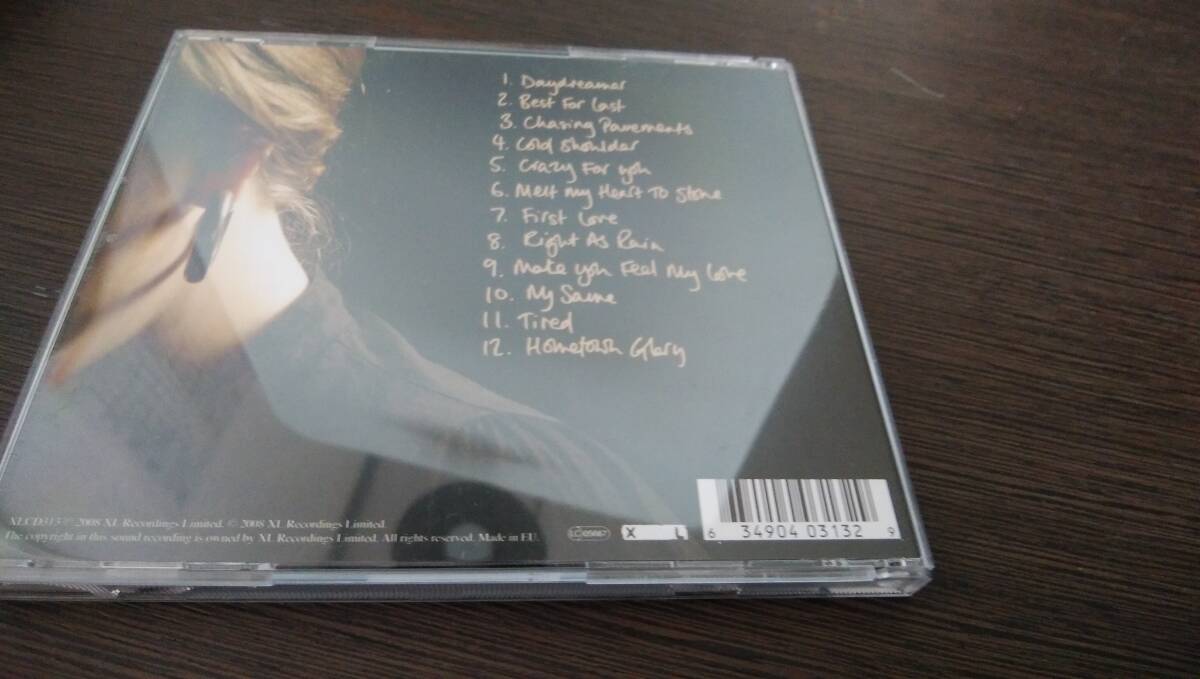 1. Daydreamer
2. Best For Last
3. Chasing Pavements
4. Cold Shoulder
5. Crazy For you
6. Melt my Heart To Stone
7. First Love
8. Right As Rain
9. Make you Feel My Love
10. My Same
11. Tired
12. Hometown Glory
XLCD313 ℗ 2008 XL Recordings Limited. © 2008 XL Recordings Limited.
The copyright in this sound recording is owned by XL Recordings Limited. All rights reserved. Made in EU.
LC 05667
X L
6 34904 03132 9